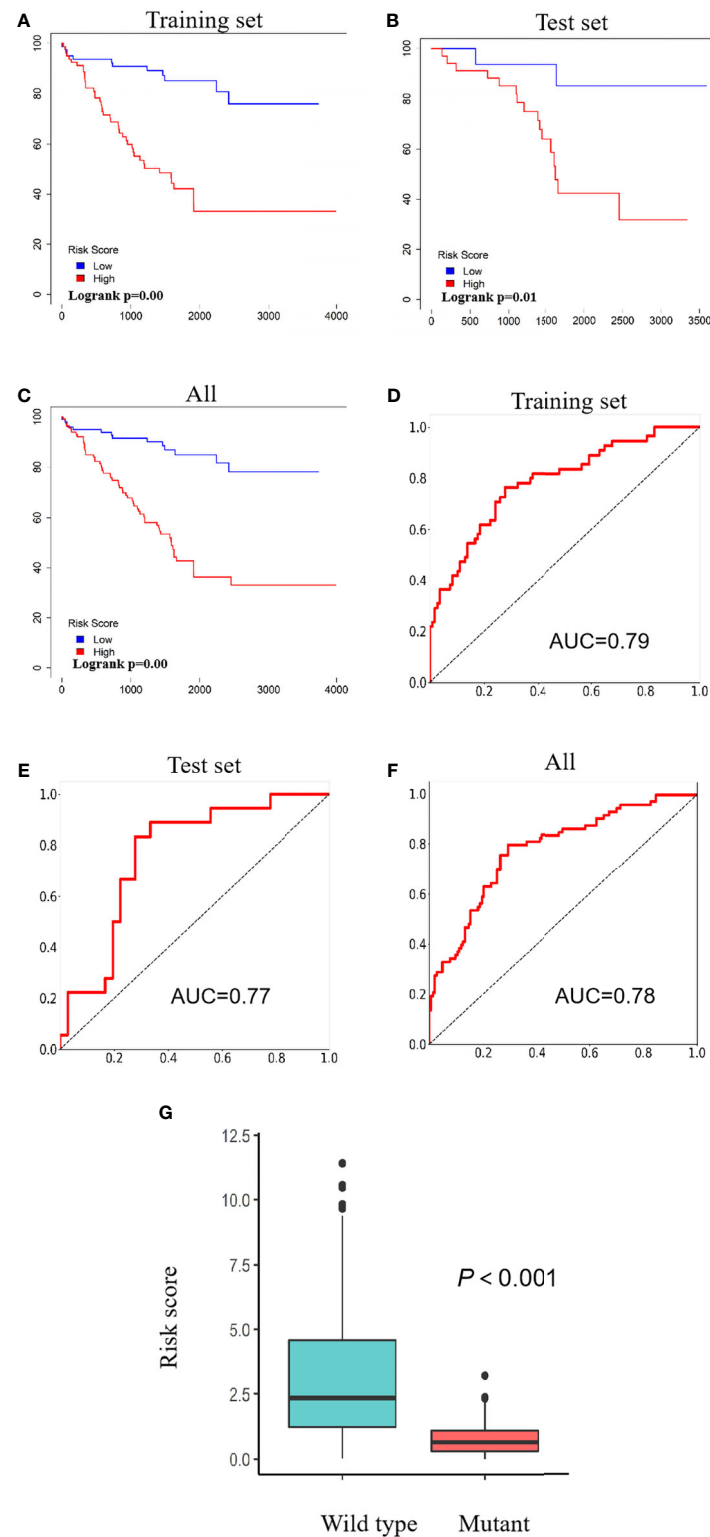 A
Training set
100
80
60
40
20
0
Risk Score
Low
High
Logrank p=0.00
0 1000 2000 3000 4000
B
Test set
100
80
60
40
20
0
Risk Score
Low
High
Logrank p=0.01
0 500 1000 1500 2000 2500 3000 3500
C
All
100
80
60
40
20
0
Risk Score
Low
High
Logrank p=0.00
0 1000 2000 3000 4000
D
Training set
1.0
0.8
0.6
0.4
0.2
0.0
AUC=0.79
0.2 0.4 0.6 0.8 1.0
E
Test set
1.0
0.8
0.6
0.4
0.2
0.0
AUC=0.77
0.2 0.4 0.6 0.8 1.0
F
All
1.0
0.8
0.6
0.4
0.2
0.0
AUC=0.78
0.2 0.4 0.6 0.8 1.0
G
12.5
10.0
7.5
5.0
2.5
0.0
Risk score
P < 0.001
Wild type Mutant